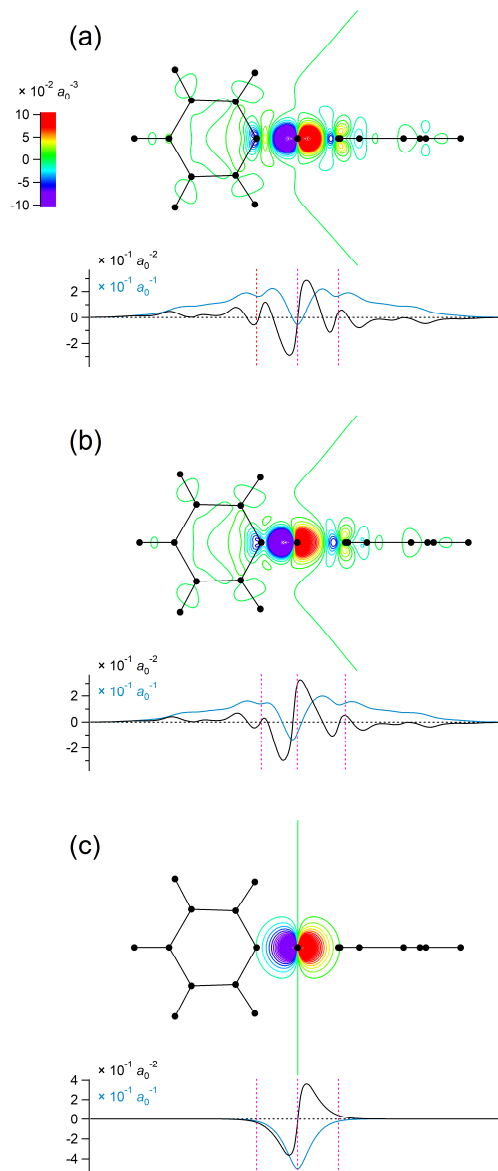 (a)
× 10⁻² a₀⁻³
10
5
0
-5
-10
× 10⁻¹ a₀⁻²
× 10⁻¹ a₀⁻¹
2
0
-2
(b)
× 10⁻¹ a₀⁻²
× 10⁻¹ a₀⁻¹
2
0
-2
(c)
× 10⁻¹ a₀⁻²
× 10⁻¹ a₀⁻¹
4
2
0
-2
-4